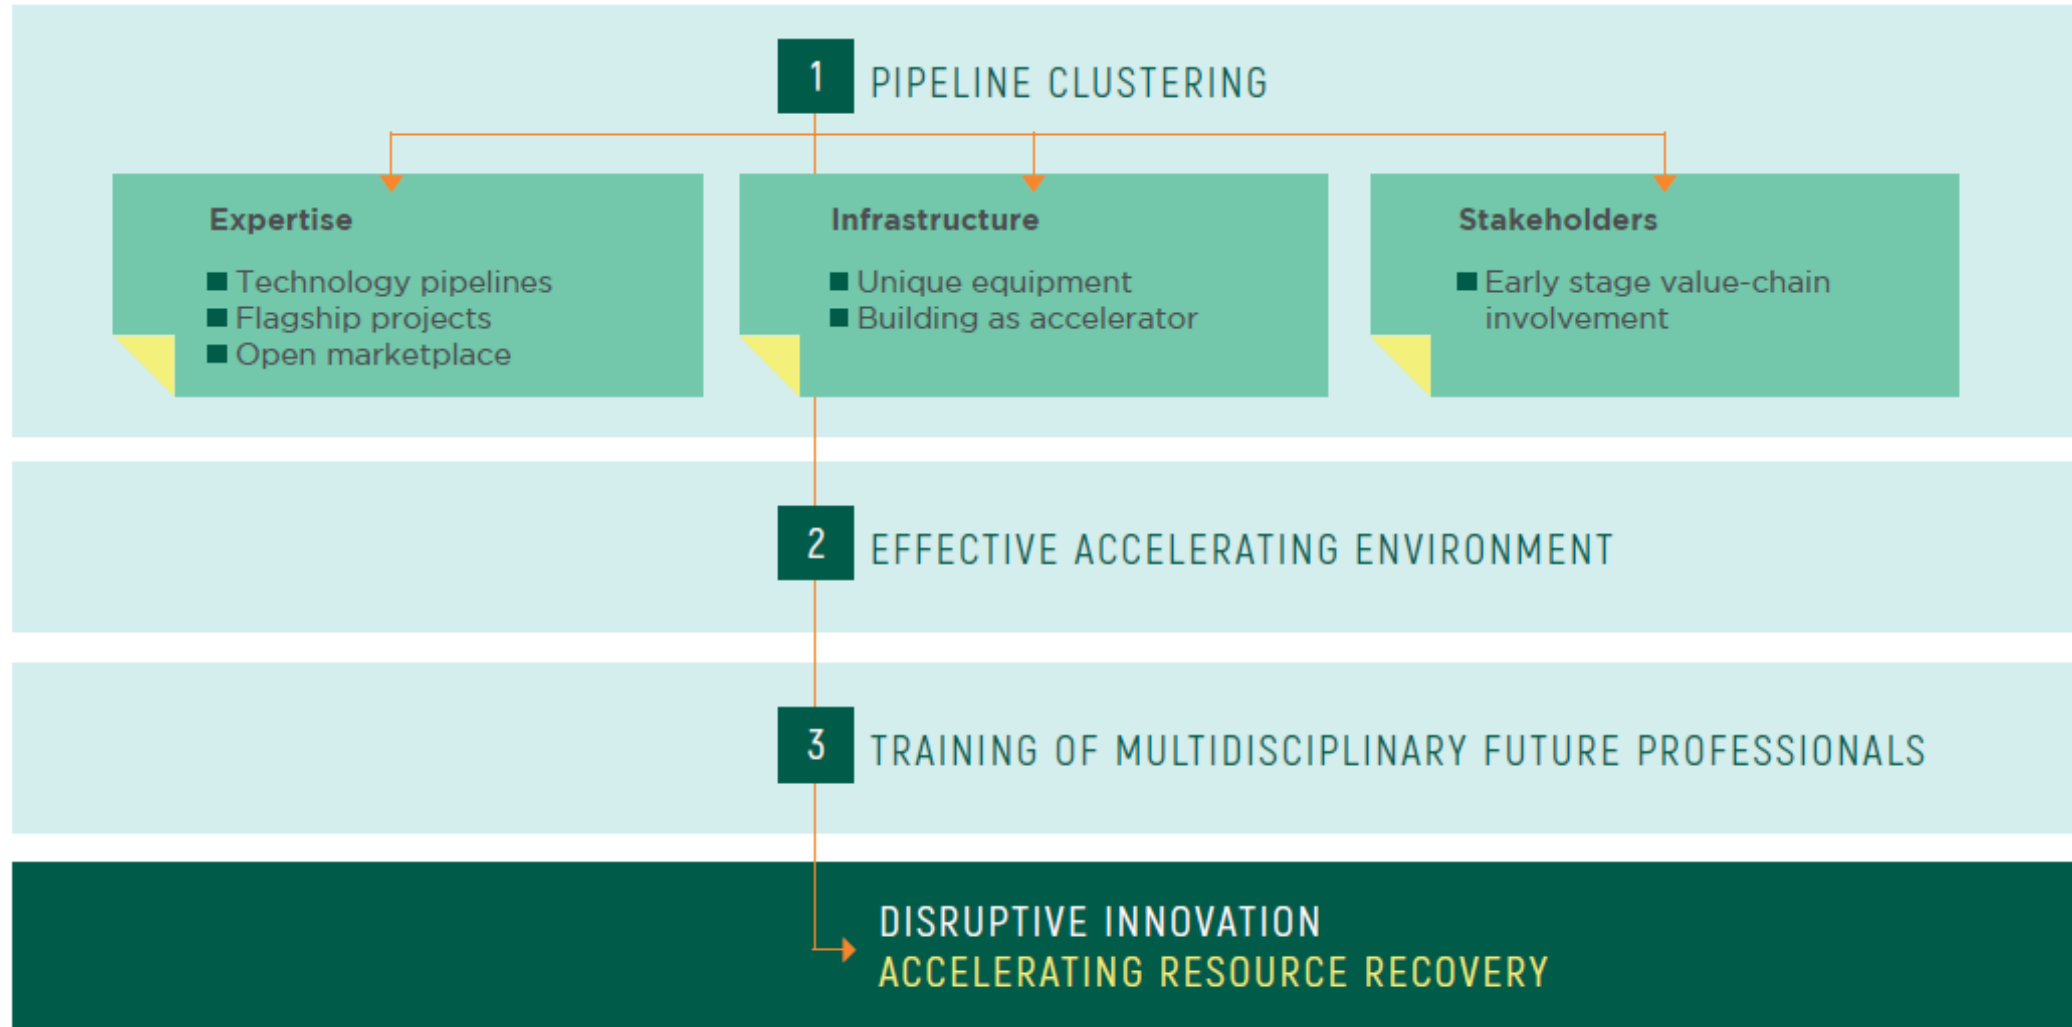 1 PIPELINE CLUSTERING
Expertise
Technology pipelines
Flagship projects
Open marketplace
Infrastructure
Unique equipment
Building as accelerator
Stakeholders
Early stage value-chain
involvement
2 EFFECTIVE ACCELERATING ENVIRONMENT
3 TRAINING OF MULTIDISCIPLINARY FUTURE PROFESSIONALS
DISRUPTIVE INNOVATION
ACCELERATING RESOURCE RECOVERY